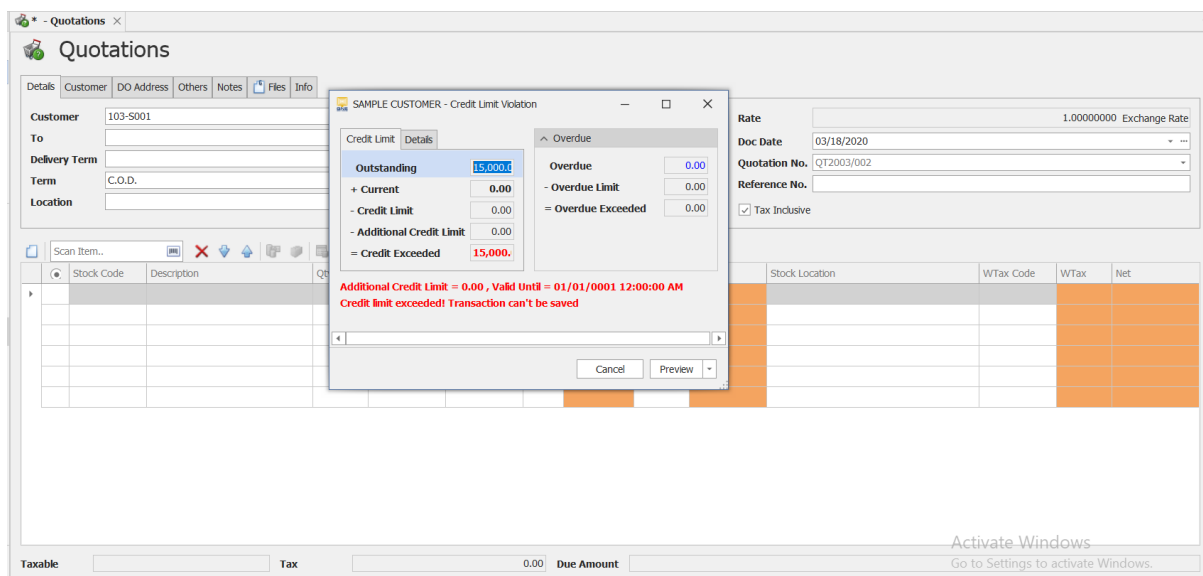 * - Quotations
Quotations
Details Customer DO Address Others Notes Files Info
Customer 103-S001
To
Delivery Term
Term C.O.D.
Location
SAMPLE CUSTOMER - Credit Limit Violation
Credit Limit Details
Outstanding 15,000.0
+ Current 0.00
- Credit Limit 0.00
- Additional Credit Limit 0.00
= Credit Exceeded 15,000.
Overdue
Overdue 0.00
- Overdue Limit 0.00
= Overdue Exceeded 0.00
Additional Credit Limit = 0.00 , Valid Until = 01/01/0001 12:00:00 AM
Credit limit exceeded! Transaction can't be saved
Cancel Preview
Rate 1.00000000 Exchange Rate
Doc Date 03/18/2020
Quotation No. QT2003/002
Reference No.
Tax Inclusive
Scan Item..
Stock Code Description Qty Stock Location WTax Code WTax Net
Taxable Tax 0.00 Due Amount
Activate Windows
Go to Settings to activate Windows.